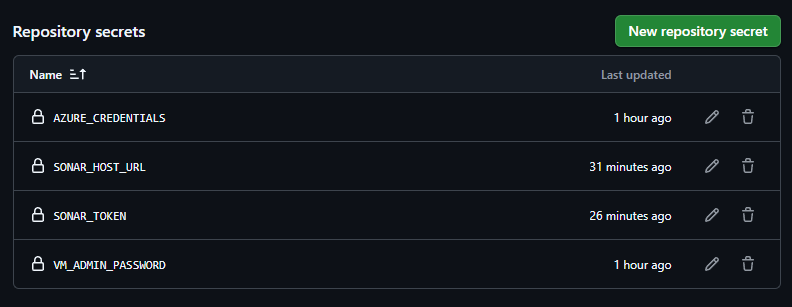 Repository secrets
New repository secret
Name
Last updated
AZURE_CREDENTIALS
1 hour ago
SONAR_HOST_URL
31 minutes ago
SONAR_TOKEN
26 minutes ago
VM_ADMIN_PASSWORD
1 hour ago